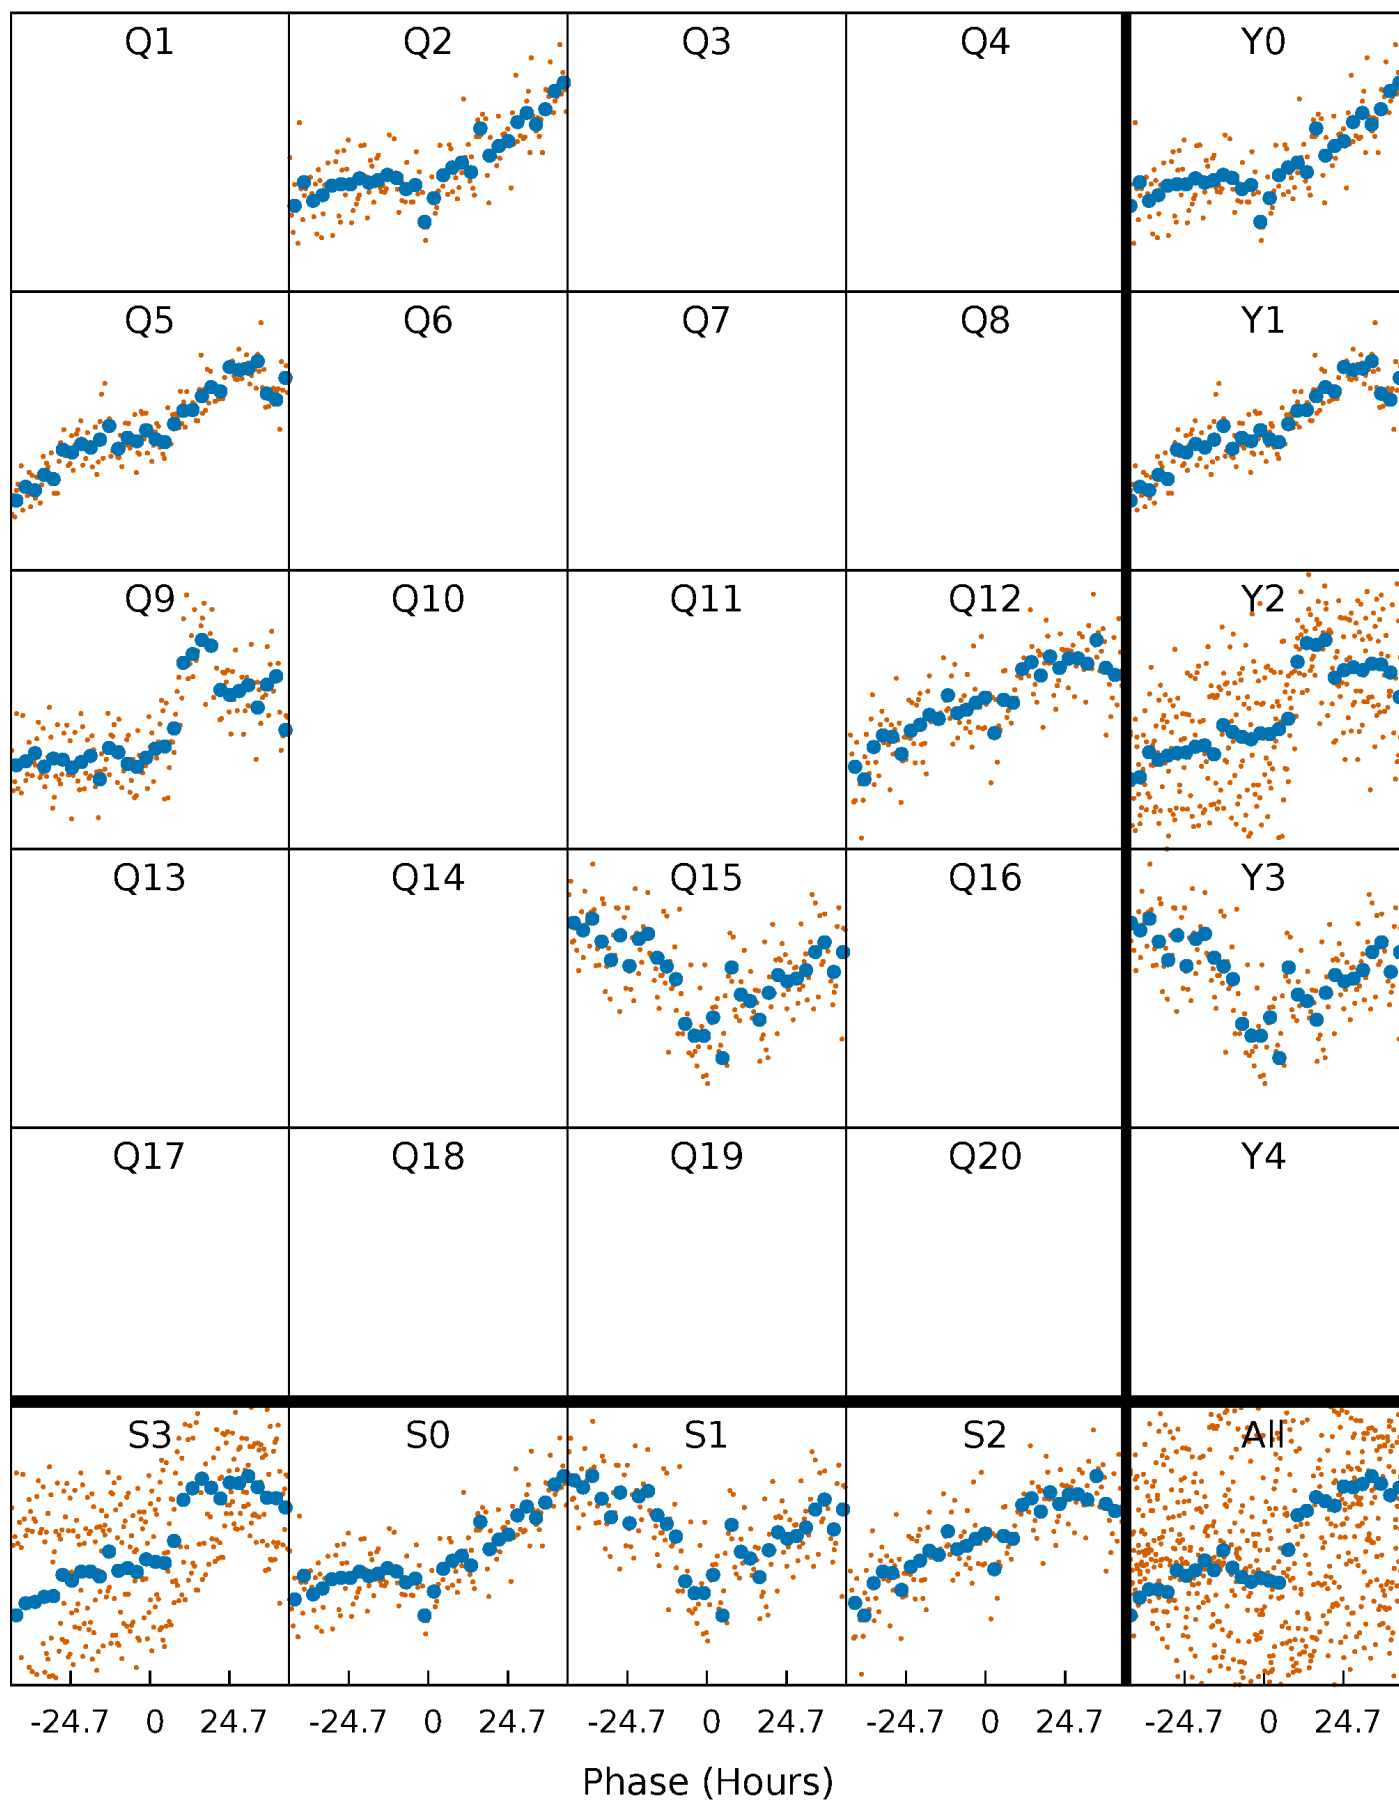 Q1 Q2 Q3 Q4 Y0
Q5 Q6 Q7 Q8 Y1
Q9 Q10 Q11 Q12 Y2
Q13 Q14 Q15 Q16 Y3
Q17 Q18 Q19 Q20 Y4
S3 S0 S1 S2 All
-24.7 0 24.7 -24.7 0 24.7 -24.7 0 24.7 -24.7 0 24.7 -24.7 0 24.7
Phase (Hours)